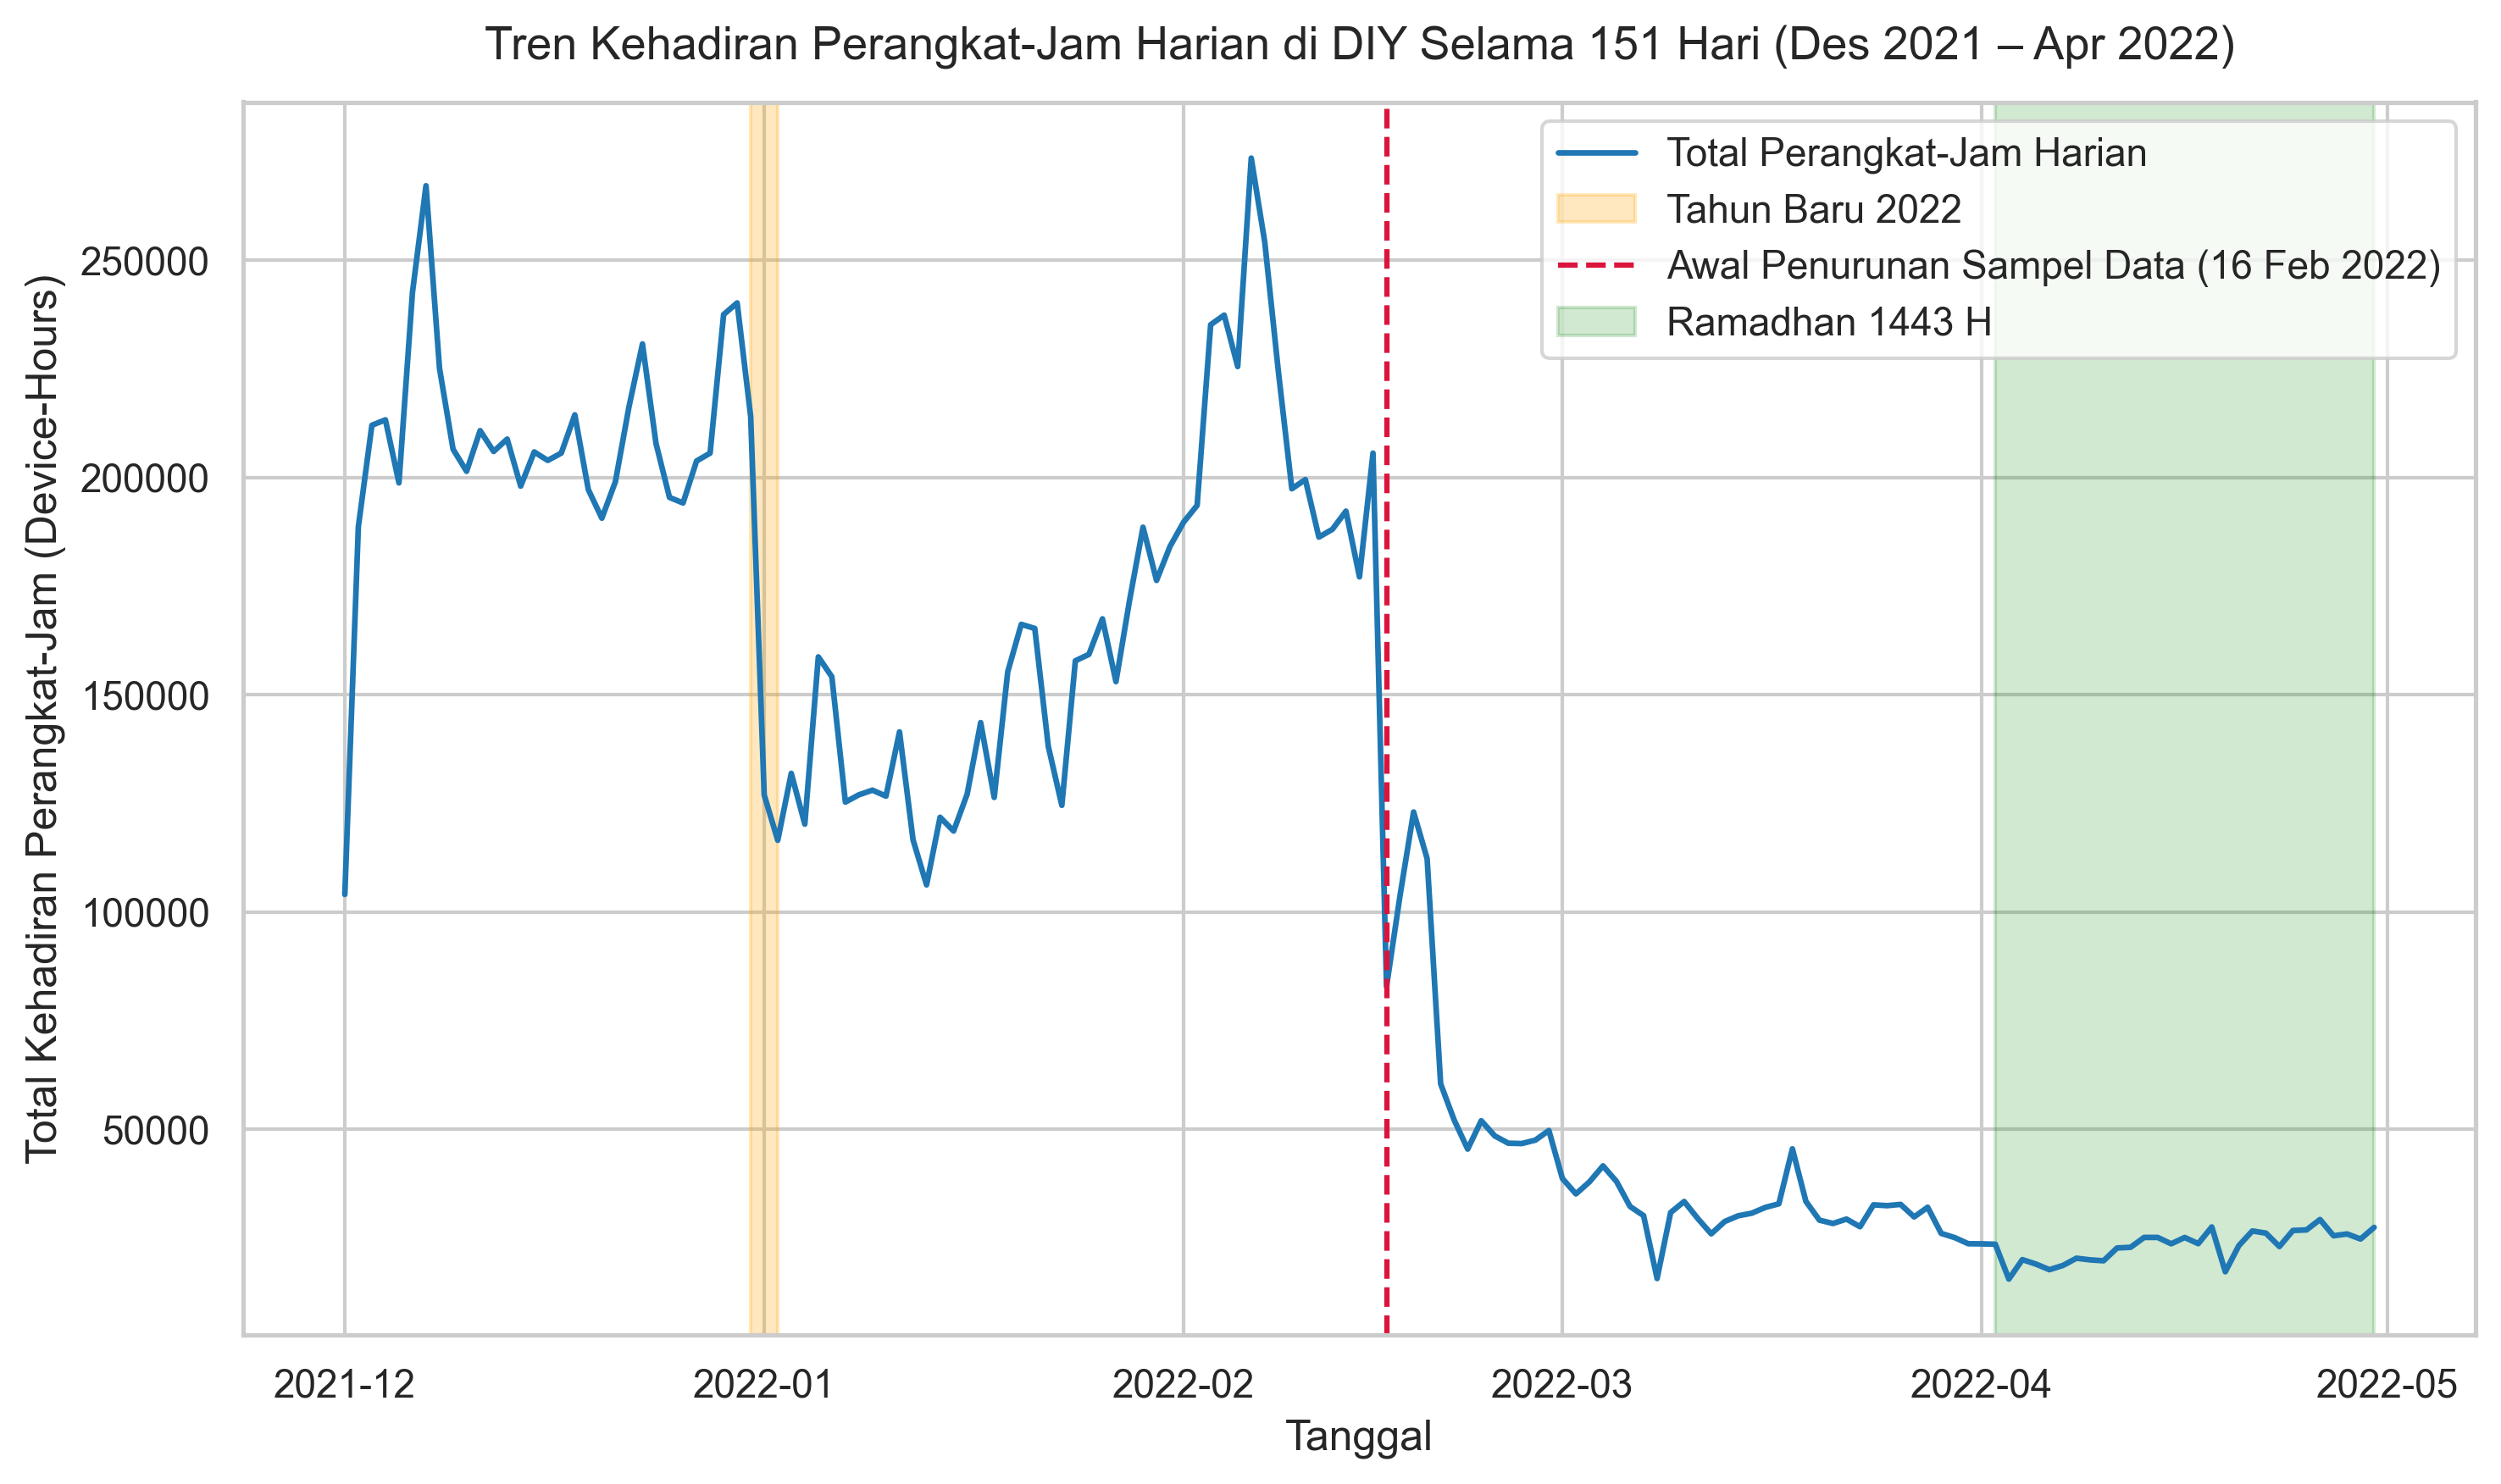 Tren Kehadiran Perangkat-Jam Harian di DIY Selama 151 Hari (Des 2021 – Apr 2022)
Total Kehadiran Perangkat-Jam (Device-Hours)
250000
200000
150000
100000
50000
Total Perangkat-Jam Harian
Tahun Baru 2022
Awal Penurunan Sampel Data (16 Feb 2022)
Ramadhan 1443 H
2021-12
2022-01
2022-02
2022-03
2022-04
2022-05
Tanggal